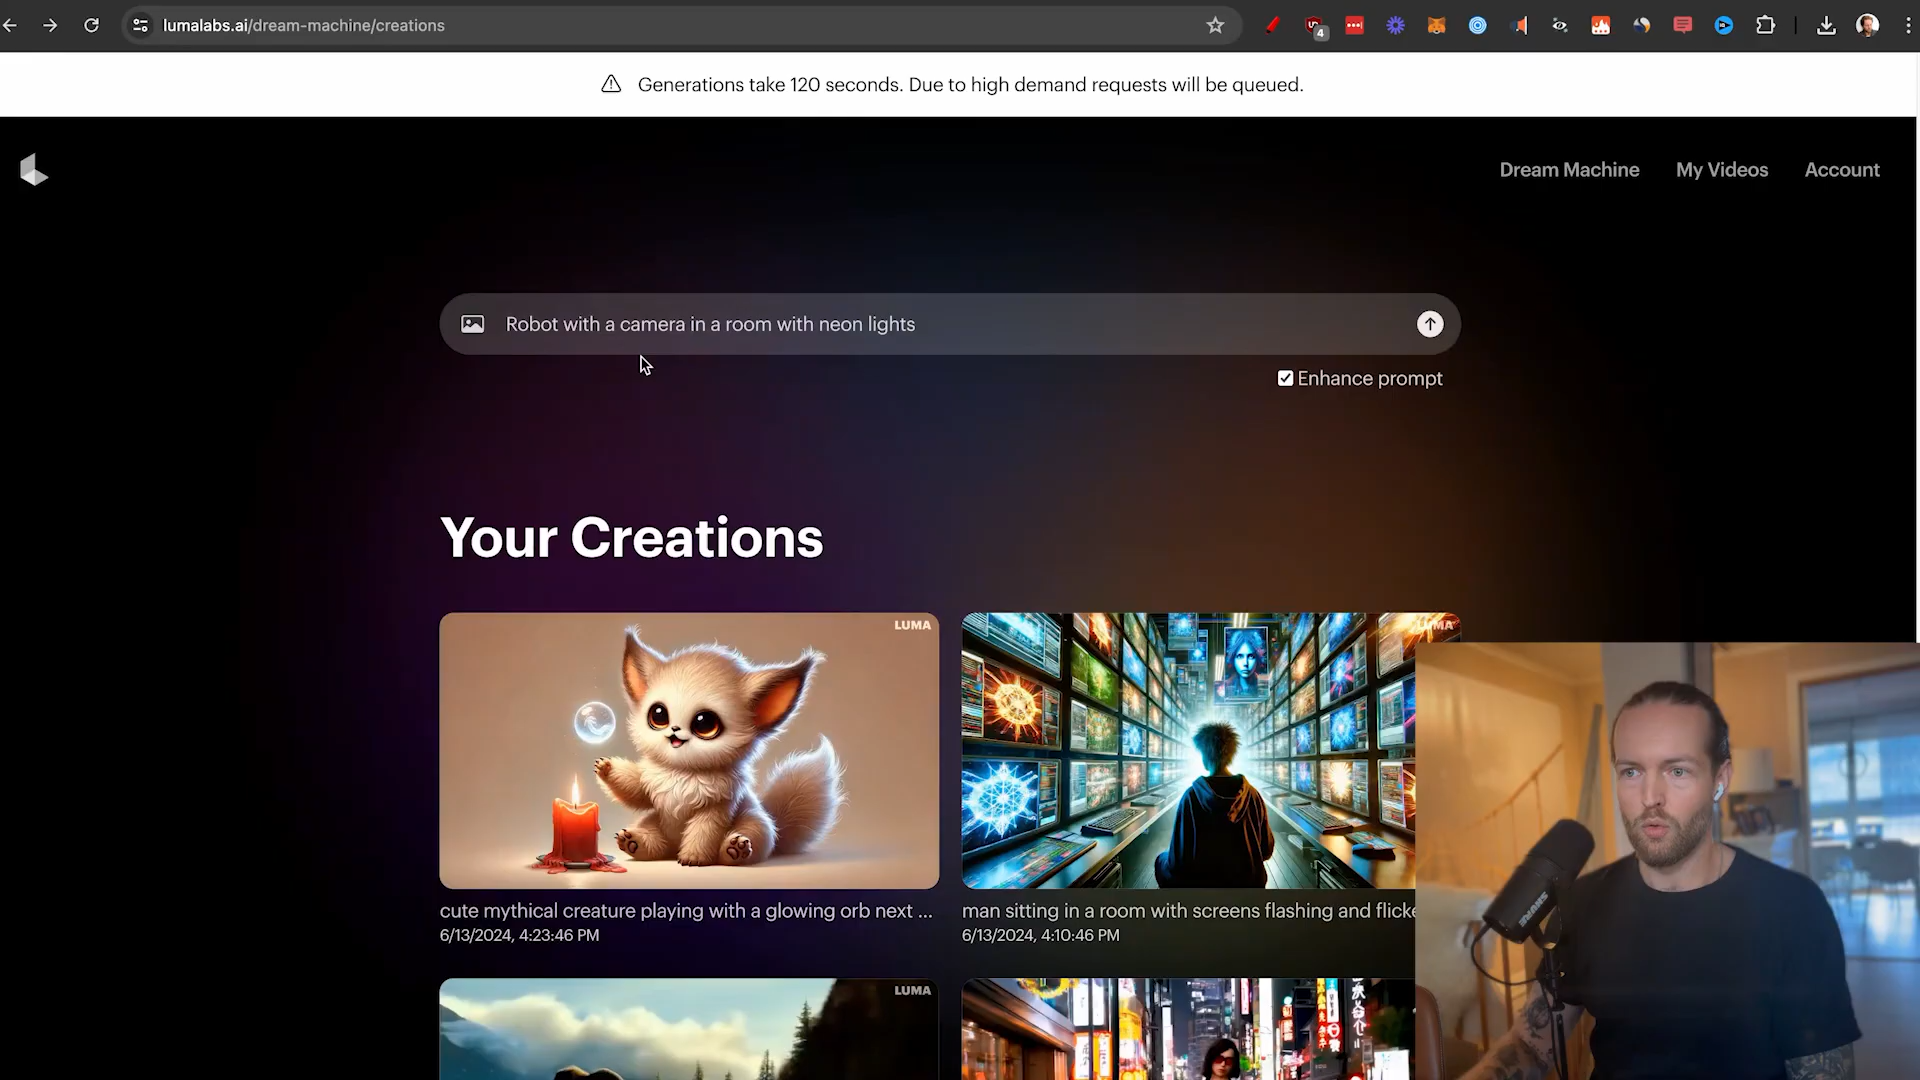 lumalabs.ai/dream-machine/creations
4
Generations take 120 seconds. Due to high demand requests will be queued.
Dream Machine
My Videos
Account
Robot with a camera in a room with neon lights
Enhance prompt
Your Creations
LUMA
LUMA
cute mythical creature playing with a glowing orb next ...
6/13/2024, 4:23:46 PM
man sitting in a room with screens flashing and flicke
6/13/2024, 4:10:46 PM
LUMA
SHURE